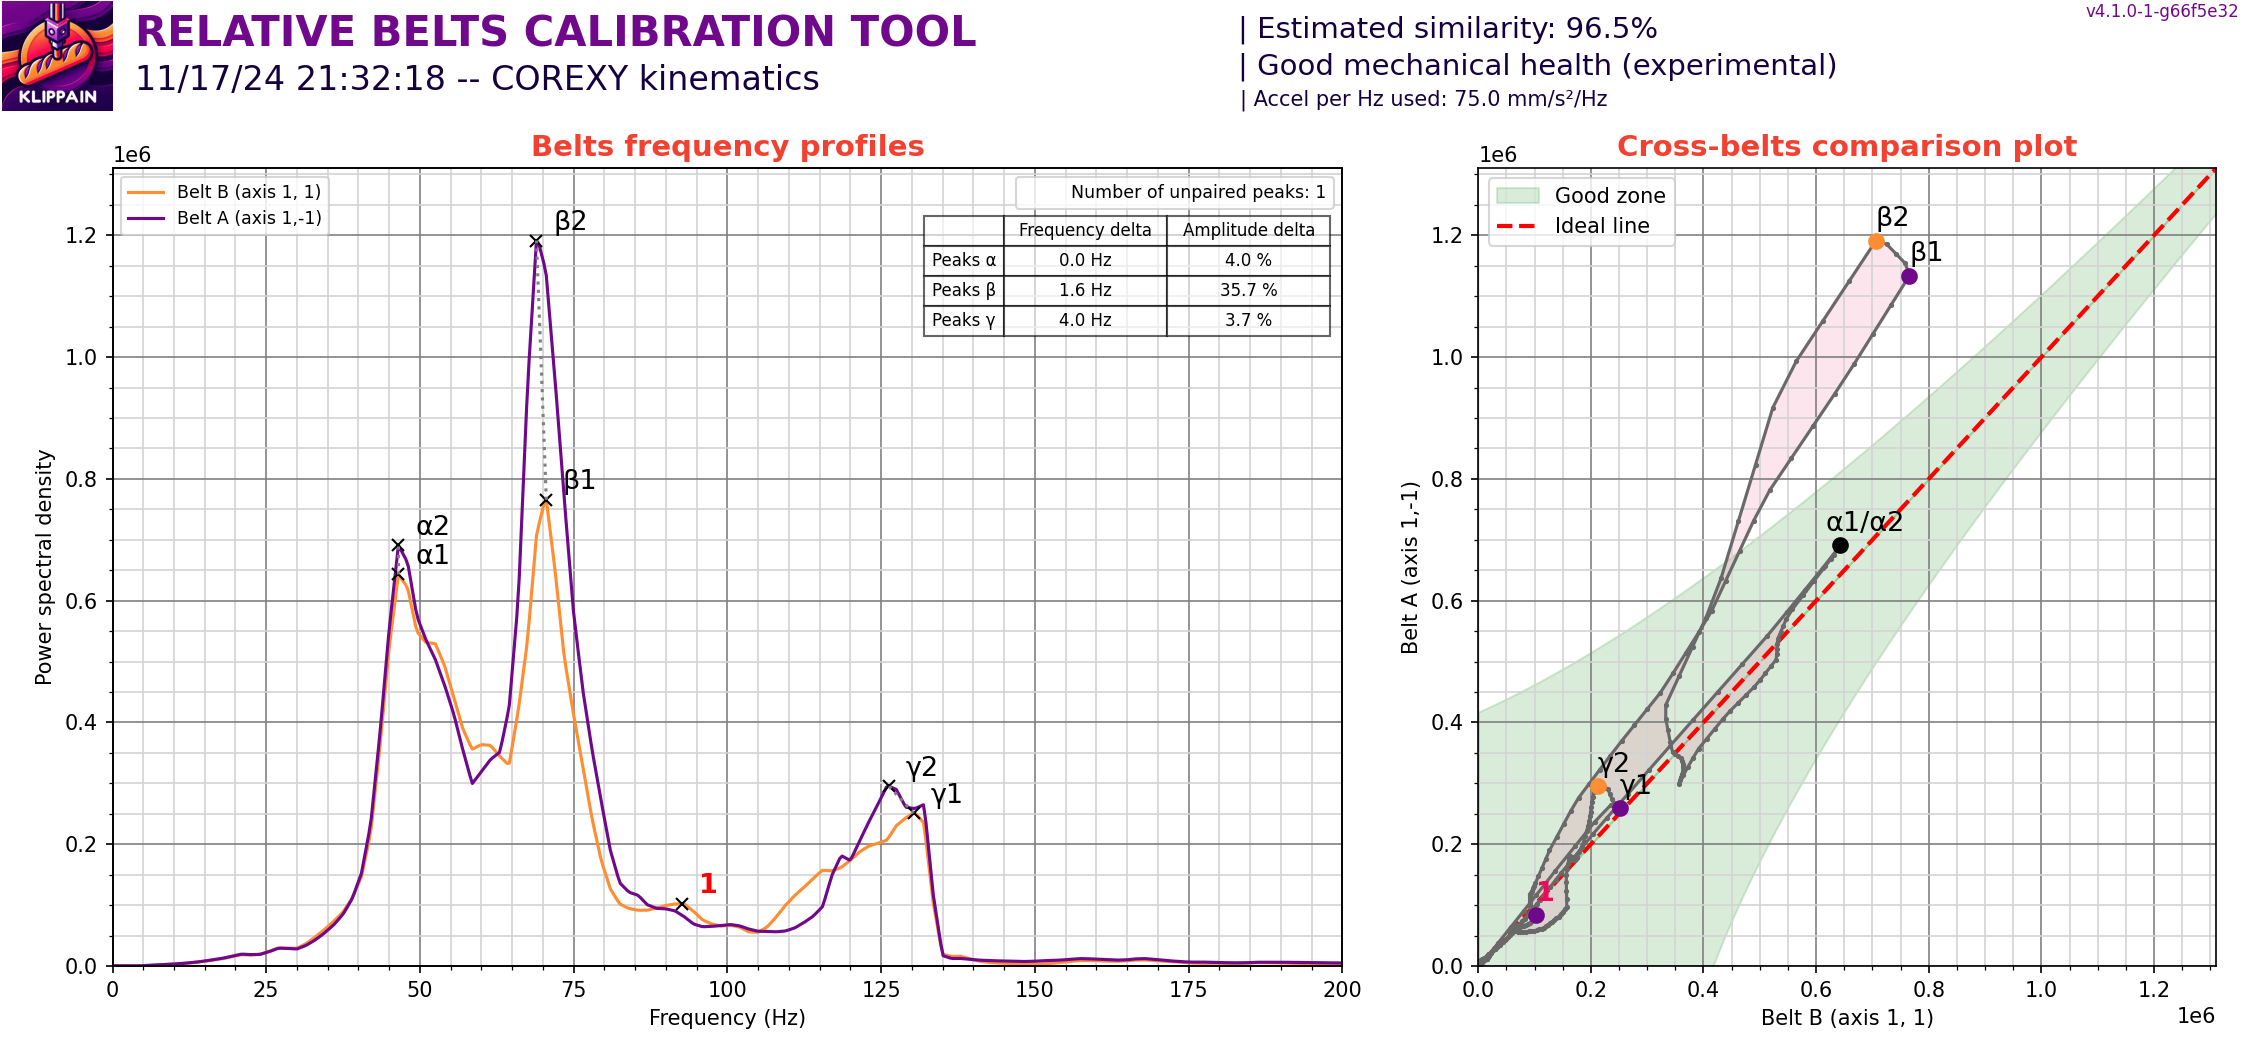 KLIPPAIN
RELATIVE BELTS CALIBRATION TOOL
11/17/24 21:32:18 -- COREXY kinematics
| Estimated similarity: 96.5%
| Good mechanical health (experimental)
| Accel per Hz used: 75.0 mm/s²/Hz
v4.1.0-1-g66f5e32
Belts frequency profiles
1e6
Belt B (axis 1, 1)
Belt A (axis 1,-1)
Number of unpaired peaks: 1
Frequency delta Amplitude delta
Peaks α 0.0 Hz 4.0 %
Peaks β 1.6 Hz 35.7 %
Peaks γ 4.0 Hz 3.7 %
β2
β1
α2
α1
γ2
γ1
1
1.2
1.0
0.8
0.6
0.4
0.2
0.0
Power spectral density
0 25 50 75 100 125 150 175 200
Frequency (Hz)
Cross-belts comparison plot
1e6
Good zone
Ideal line
β2
β1
α1/α2
γ2
γ1
1
1.2
1.0
0.8
0.6
0.4
0.2
0.0
Belt A (axis 1,-1)
0.0 0.2 0.4 0.6 0.8 1.0 1.2
Belt B (axis 1, 1)
1e6